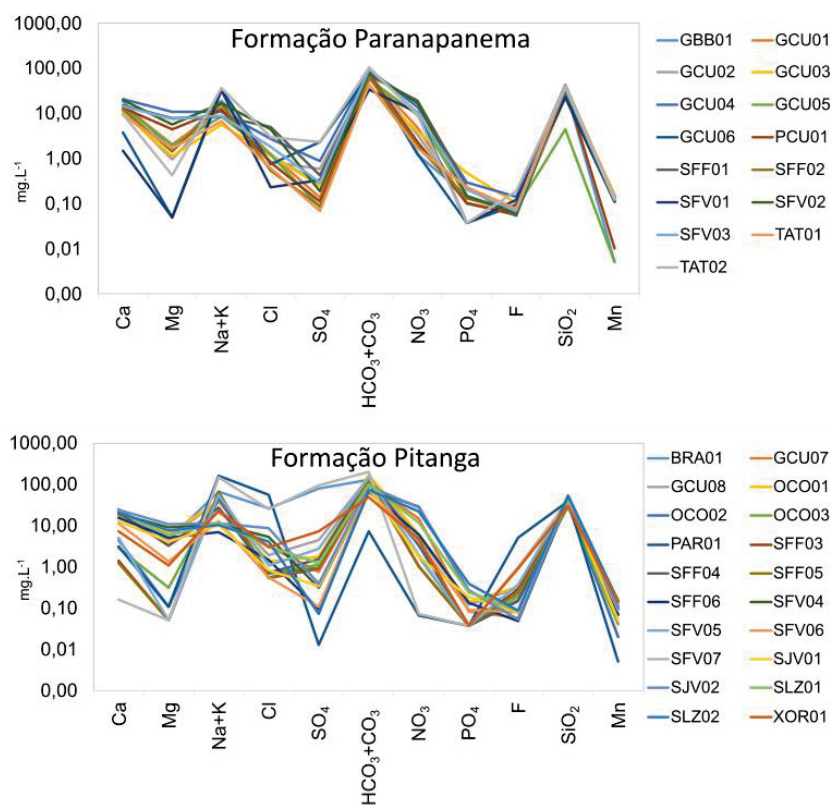 Formação Paranapanema
1000,00
100,00
10,00
1,00
0,10
0,01
0,00
mg.L⁻¹
Ca
Mg
Na+K
Cl
SO₄
HCO₃+CO₃
NO₃
PO₄
F
SiO₂
Mn
GBB01 GCU01
GCU02 GCU03
GCU04 GCU05
GCU06 PCU01
SFF01 SFF02
SFV01 SFV02
SFV03 TAT01
TAT02
Formação Pitanga
1000,00
100,00
10,00
1,00
0,10
0,01
0,00
mg.L⁻¹
Ca
Mg
Na+K
Cl
SO₄
HCO₃+CO₃
NO₃
PO₄
F
SiO₂
Mn
BRA01 GCU07
GCU08 OCO01
OCO02 OCO03
PAR01 SFF03
SFF04 SFF05
SFF06 SFV04
SFV05 SFV06
SFV07 SJV01
SJV02 SLZ01
SLZ02 XOR01